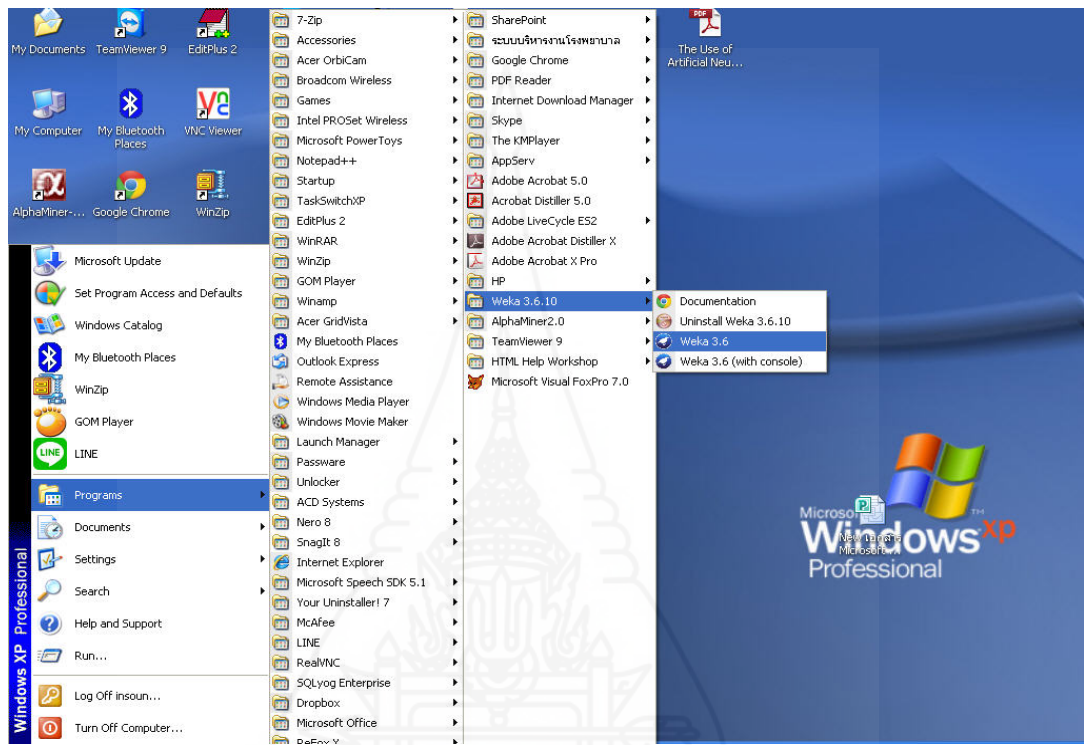 My Documents
TeamViewer 9
EditPlus 2
My Computer
My Bluetooth
Places
VNC Viewer
AlphaMiner-...
Google Chrome
WinZip
The Use of
Artificial Neu...
Microsoft Update
Set Program Access and Defaults
Windows Catalog
My Bluetooth Places
WinZip
GOM Player
LINE
LINE
Programs
Documents
Settings
Search
Help and Support
Run...
Log Off insoun...
Turn Off Computer...
Windows XP Professional
7-Zip
Accessories
Acer OrbiCam
Broadcom Wireless
Games
Intel PROSet Wireless
Microsoft PowerToys
Notepad++
Startup
TaskSwitchXP
EditPlus 2
WinRAR
WinZip
GOM Player
Winamp
Acer GridVista
My Bluetooth Places
Outlook Express
Remote Assistance
Windows Media Player
Windows Movie Maker
Launch Manager
Passware
Unlocker
ACD Systems
Nero 8
SnagIt 8
Internet Explorer
Microsoft Speech SDK 5.1
Your Uninstaller! 7
McAfee
LINE
RealVNC
SQLyog Enterprise
Dropbox
Microsoft Office
ReFox X
SharePoint
ระบบบริหารงานโรงพยาบาล
Google Chrome
PDF Reader
Internet Download Manager
Skype
The KMPlayer
AppServ
Adobe Acrobat 5.0
Acrobat Distiller 5.0
Adobe LiveCycle ES2
Adobe Acrobat Distiller X
Adobe Acrobat X Pro
HP
Weka 3.6.10
AlphaMiner2.0
TeamViewer 9
HTML Help Workshop
Microsoft Visual FoxPro 7.0
Documentation
Uninstall Weka 3.6.10
Weka 3.6
Weka 3.6 (with console)
Windows xp
Professional
New เอกสาร
Microsoft ...